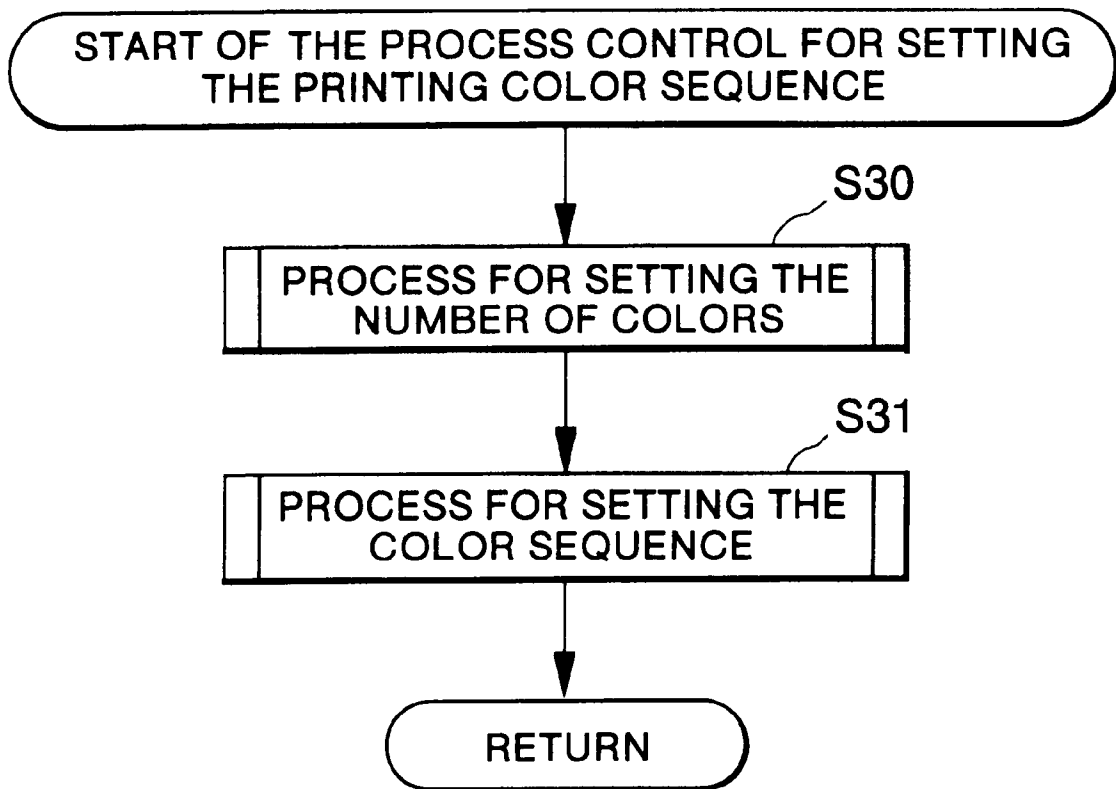 START OF THE PROCESS CONTROL FOR SETTING
THE PRINTING COLOR SEQUENCE
S30
PROCESS FOR SETTING THE
NUMBER OF COLORS
S31
PROCESS FOR SETTING THE
COLOR SEQUENCE
RETURN